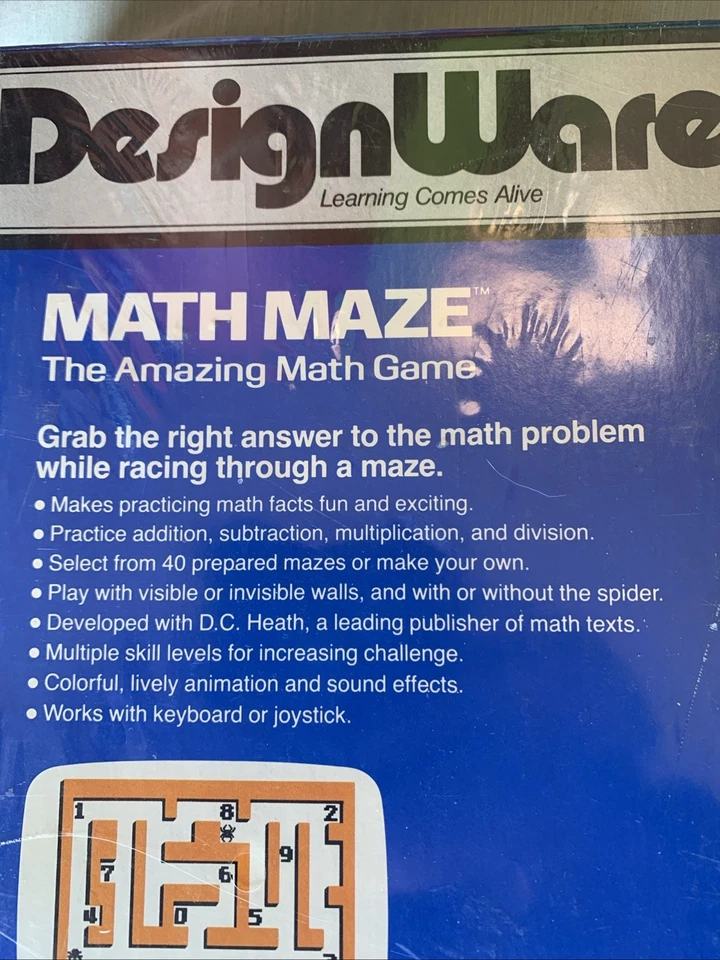 DesignWare
Learning Comes Alive
MATH MAZE™
The Amazing Math Game
Grab the right answer to the math problem
while racing through a maze.
• Makes practicing math facts fun and exciting.
• Practice addition, subtraction, multiplication, and division.
• Select from 40 prepared mazes or make your own.
• Play with visible or invisible walls, and with or without the spider.
• Developed with D.C. Heath, a leading publisher of math texts.
• Multiple skill levels for increasing challenge.
• Colorful, lively animation and sound effects.
• Works with keyboard or joystick.
1 8 2
9
7 6
4 0 5